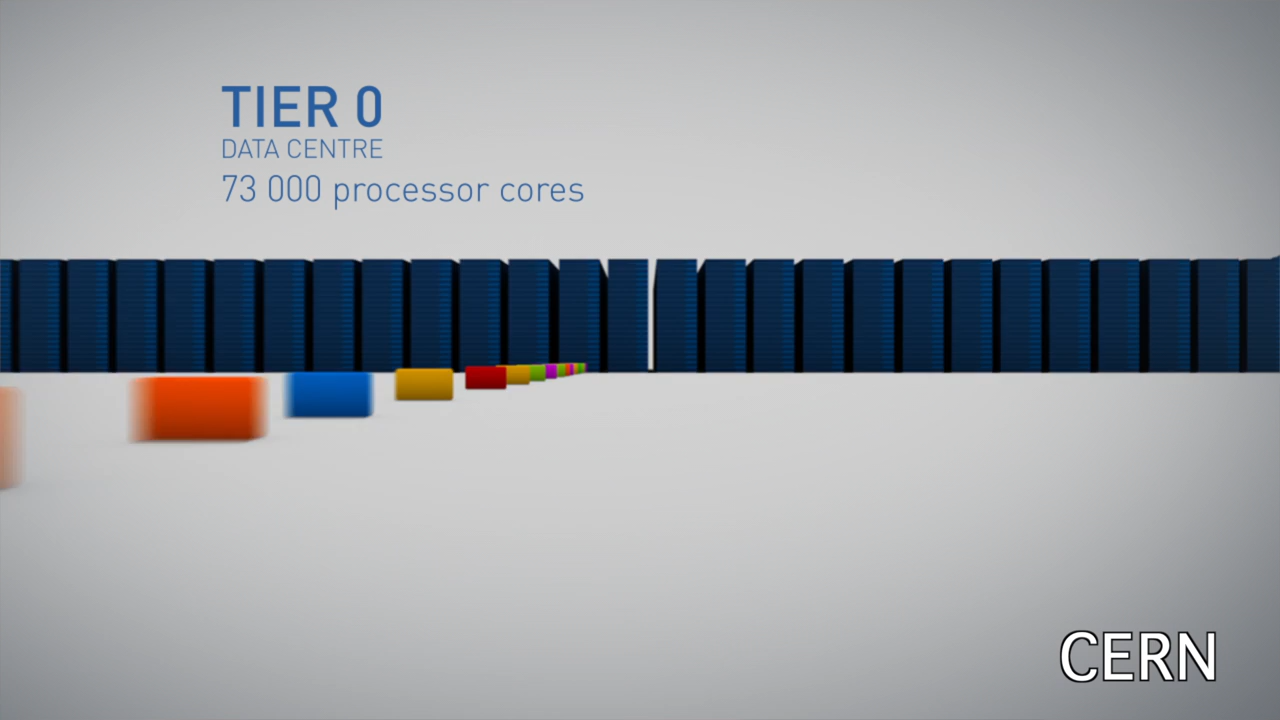 TIER 0
DATA CENTRE
73 000 processor cores
CERN